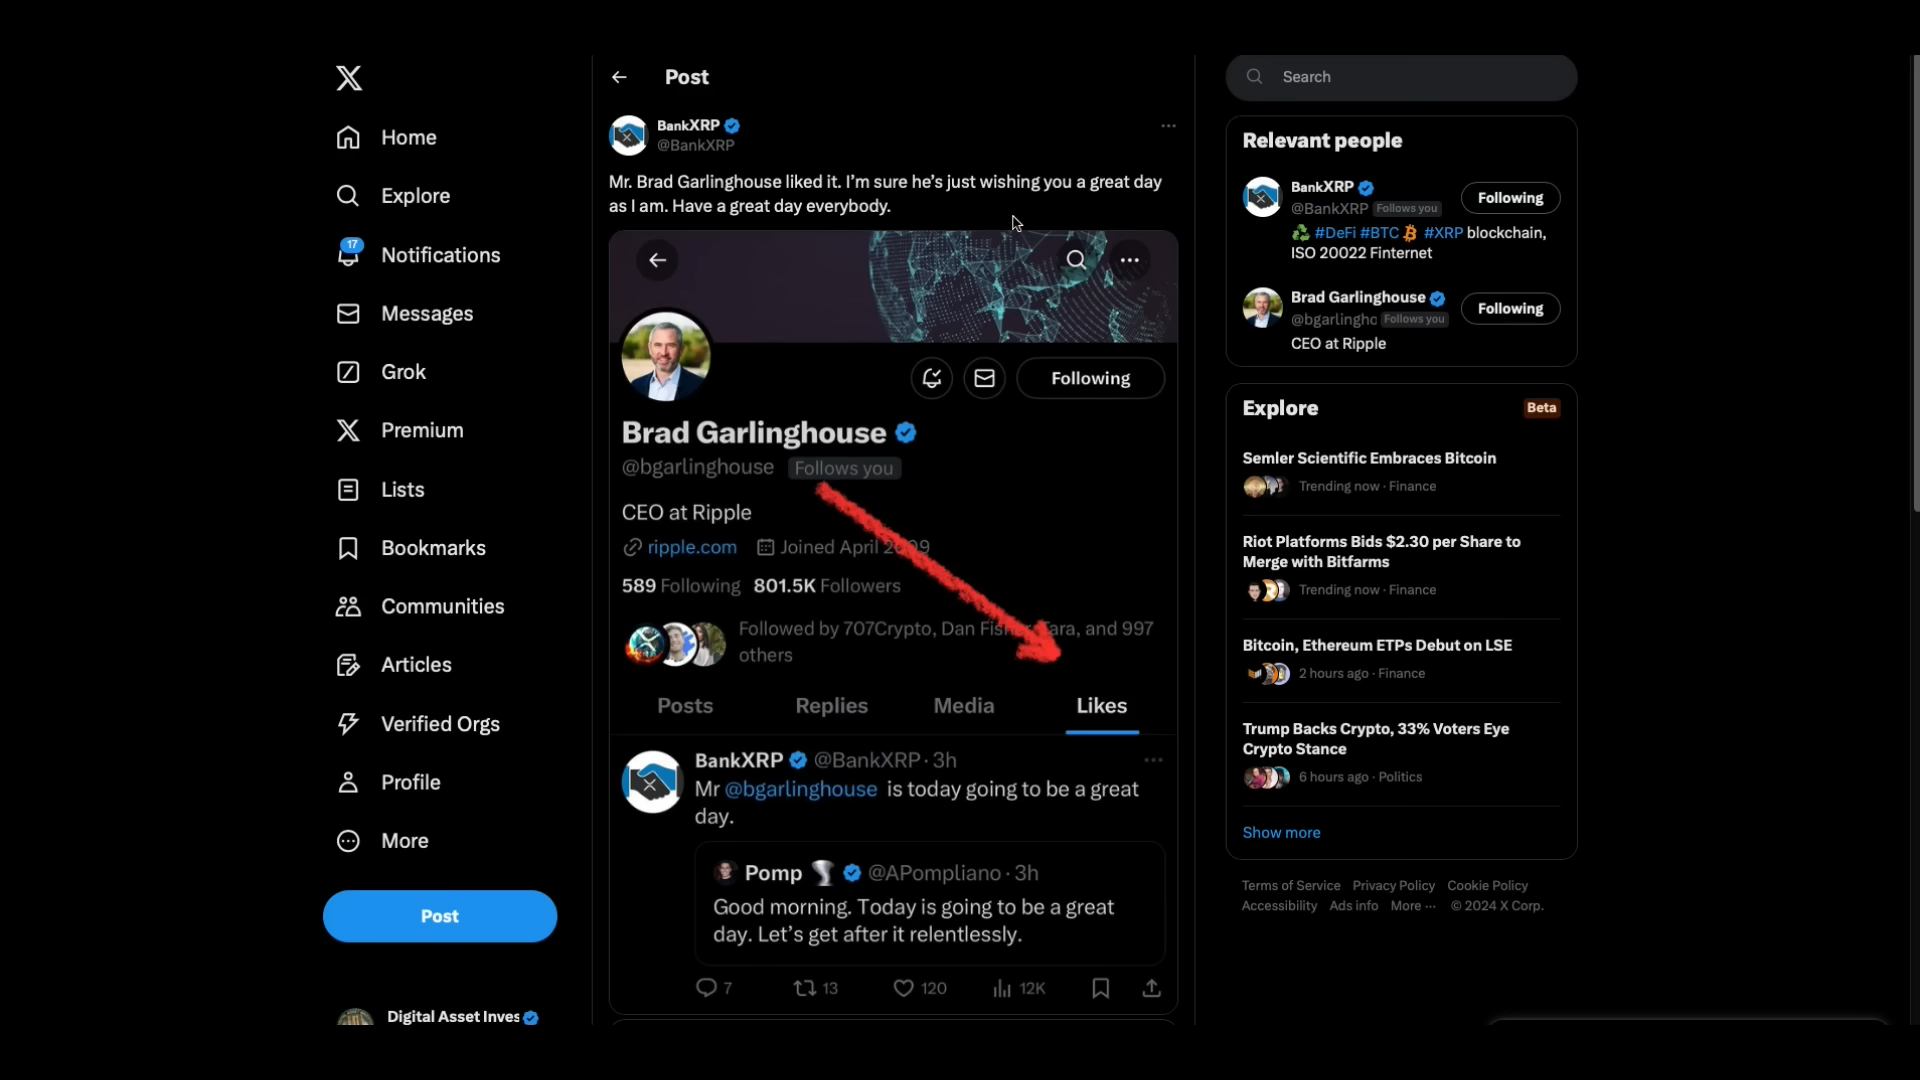 Home
Explore
17
Notifications
Messages
Grok
Premium
Lists
Bookmarks
Communities
Articles
Verified Orgs
Profile
More
Post
Digital Asset Inves
Post
BankXRP
@BankXRP
Mr. Brad Garlinghouse liked it. I'm sure he's just wishing you a great day
as I am. Have a great day everybody.
Following
Brad Garlinghouse
@bgarlinghouse Follows you
CEO at Ripple
ripple.com Joined April 2009
589 Following 801.5K Followers
Followed by 707Crypto, Dan Fisher, Tara, and 997
others
Posts Replies Media Likes
BankXRP @BankXRP · 3h
Mr @bgarlinghouse is today going to be a great
day.
Pomp @APompliano · 3h
Good morning. Today is going to be a great
day. Let's get after it relentlessly.
7 13 120 12K
Search
Relevant people
BankXRP
@BankXRP Follows you
Following
#DeFi #BTC #XRP blockchain,
ISO 20022 Finternet
Brad Garlinghouse
@bgarlingho Follows you
Following
CEO at Ripple
Explore Beta
Semler Scientific Embraces Bitcoin
Trending now · Finance
Riot Platforms Bids $2.30 per Share to
Merge with Bitfarms
Trending now · Finance
Bitcoin, Ethereum ETPs Debut on LSE
2 hours ago · Finance
Trump Backs Crypto, 33% Voters Eye
Crypto Stance
6 hours ago · Politics
Show more
Terms of Service Privacy Policy Cookie Policy
Accessibility Ads info More ··· © 2024 X Corp.